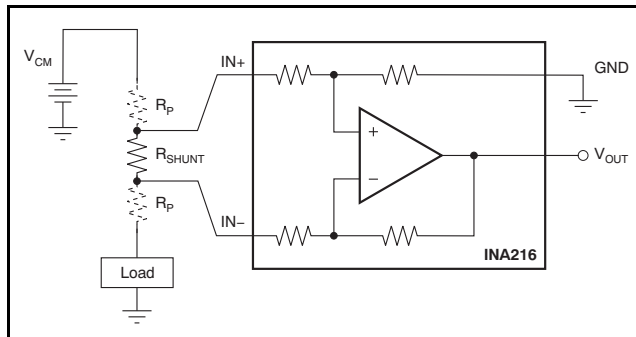 V_CM
IN+
GND
R_P
+
R_SHUNT
V_OUT
−
R_P
IN−
INA216
Load